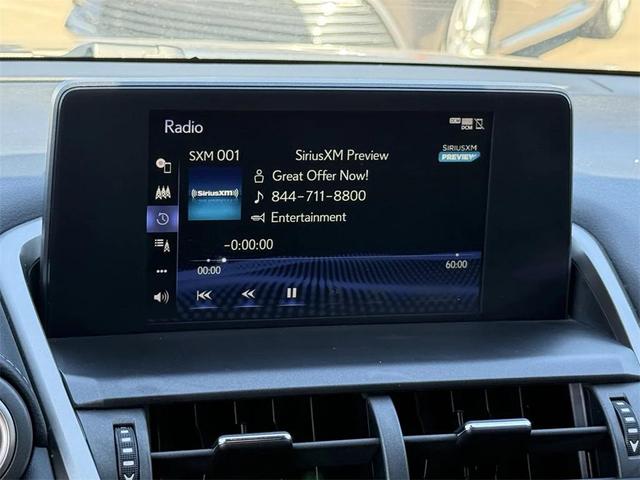 Radio
DCM
SXM 001
SiriusXM Preview
SIRIUSXM
PREVIEW
((SiriusXM))
Great Offer Now!
844-711-8800
Entertainment
-0:00:00
00:00
60:00